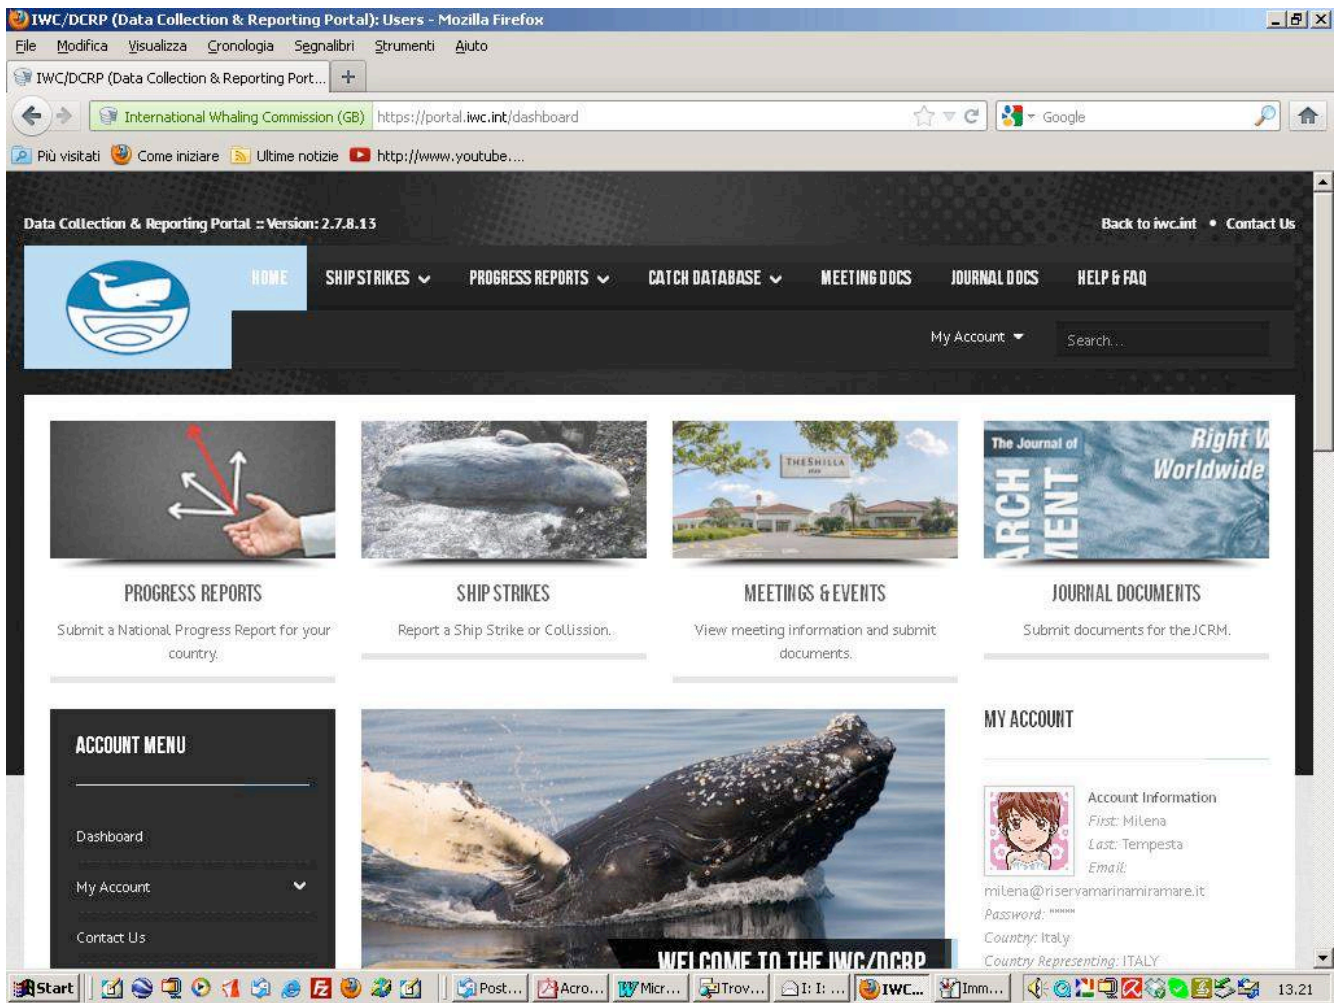 IWC/DCRP (Data Collection & Reporting Portal): Users - Mozilla Firefox
File Modifica Visualizza Cronologia Segnalibri Strumenti Aiuto
IWC/DCRP (Data Collection & Reporting Port... +
International Whaling Commission (GB) https://portal.iwc.int/dashboard Google
Più visitati Come iniziare Ultime notizie http://www.youtube....
Data Collection & Reporting Portal :: Version: 2.7.8.13 Back to iwc.int • Contact Us
HOME SHIP STRIKES PROGRESS REPORTS CATCH DATABASE MEETING DOCS JOURNAL DOCS HELP & FAQ
My Account Search...
THE SHILLA
The Journal of
Right W
Worldwide
ARCH
MENT
PROGRESS REPORTS
Submit a National Progress Report for your
country.
SHIP STRIKES
Report a Ship Strike or Collission.
MEETINGS & EVENTS
View meeting information and submit
documents.
JOURNAL DOCUMENTS
Submit documents for the JCRM.
ACCOUNT MENU
Dashboard
My Account
Contact Us
WELCOME TO THE IWC/DCRP
MY ACCOUNT
Account Information
First: Milena
Last: Tempesta
Email:
milena@riservamarinamiramare.it
Password: *****
Country: Italy
Country Representing: ITALY
Start Post... Acro... Micr... Trov... I: I: ... IWC... Imm... 13.21